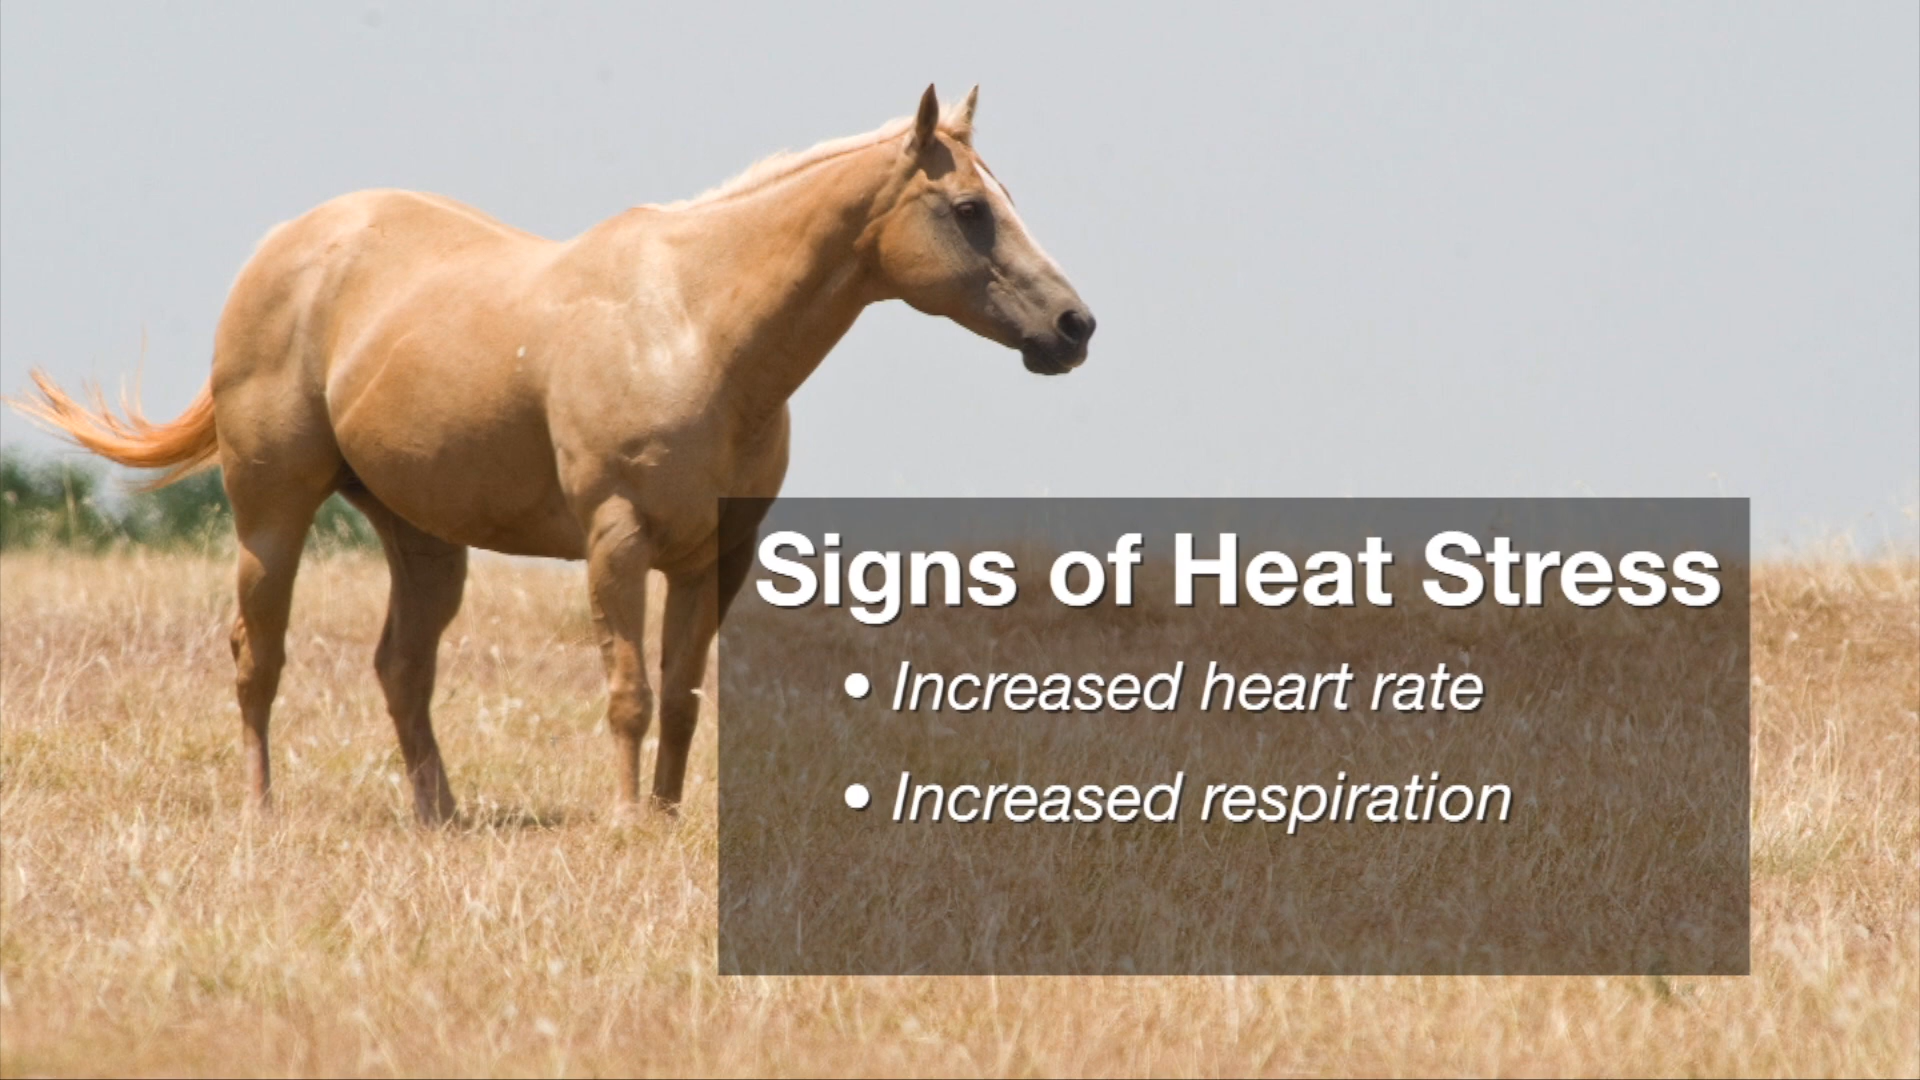 Signs of Heat Stress
• Increased heart rate
• Increased respiration